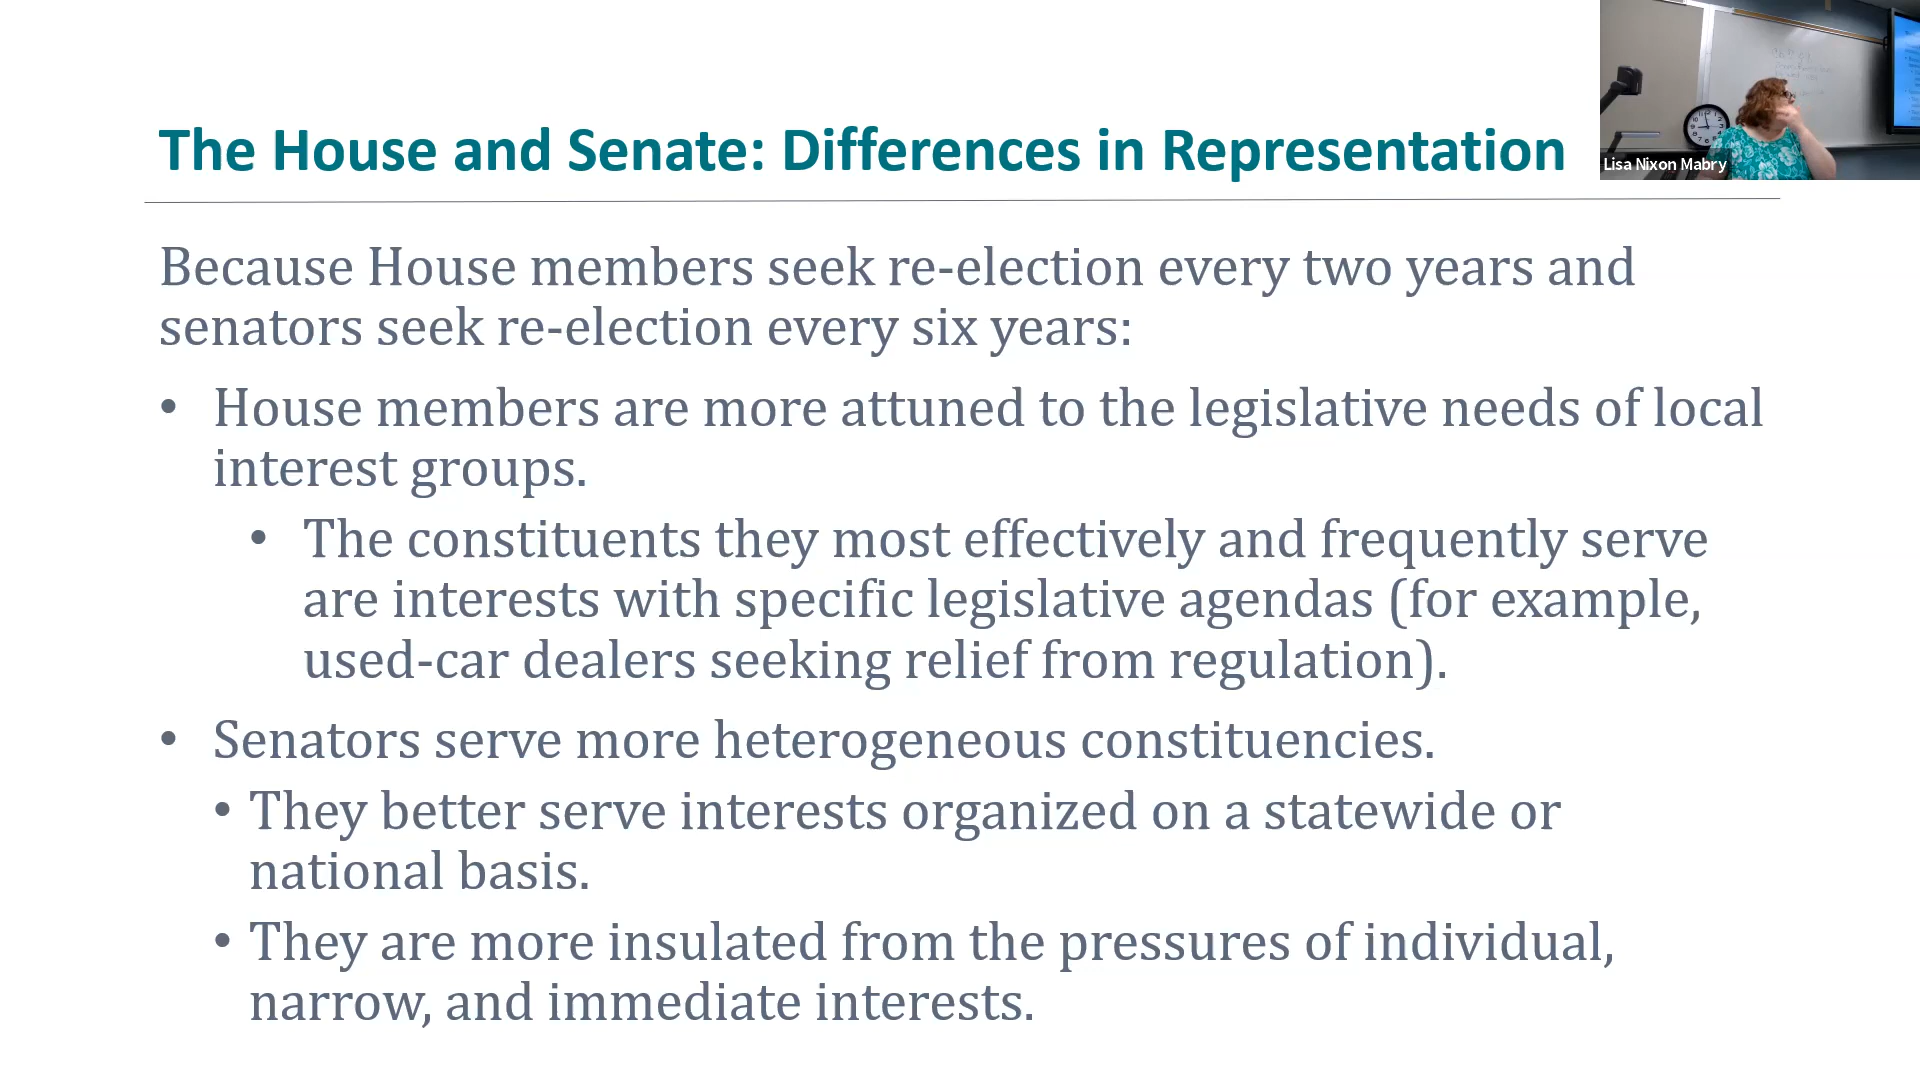 The House and Senate: Differences in Representation
Lisa Nixon Mabry
Because House members seek re-election every two years and
senators seek re-election every six years:
• House members are more attuned to the legislative needs of local
interest groups.
• The constituents they most effectively and frequently serve
are interests with specific legislative agendas (for example,
used-car dealers seeking relief from regulation).
• Senators serve more heterogeneous constituencies.
• They better serve interests organized on a statewide or
national basis.
• They are more insulated from the pressures of individual,
narrow, and immediate interests.